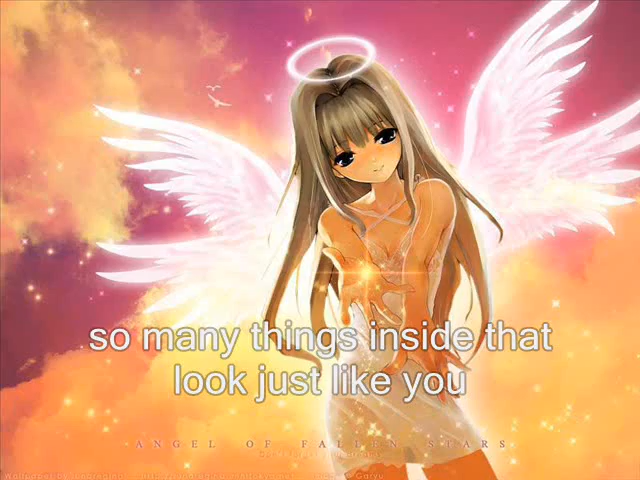 so many things inside that
look just like you
ANGEL OF FALLEN STARS